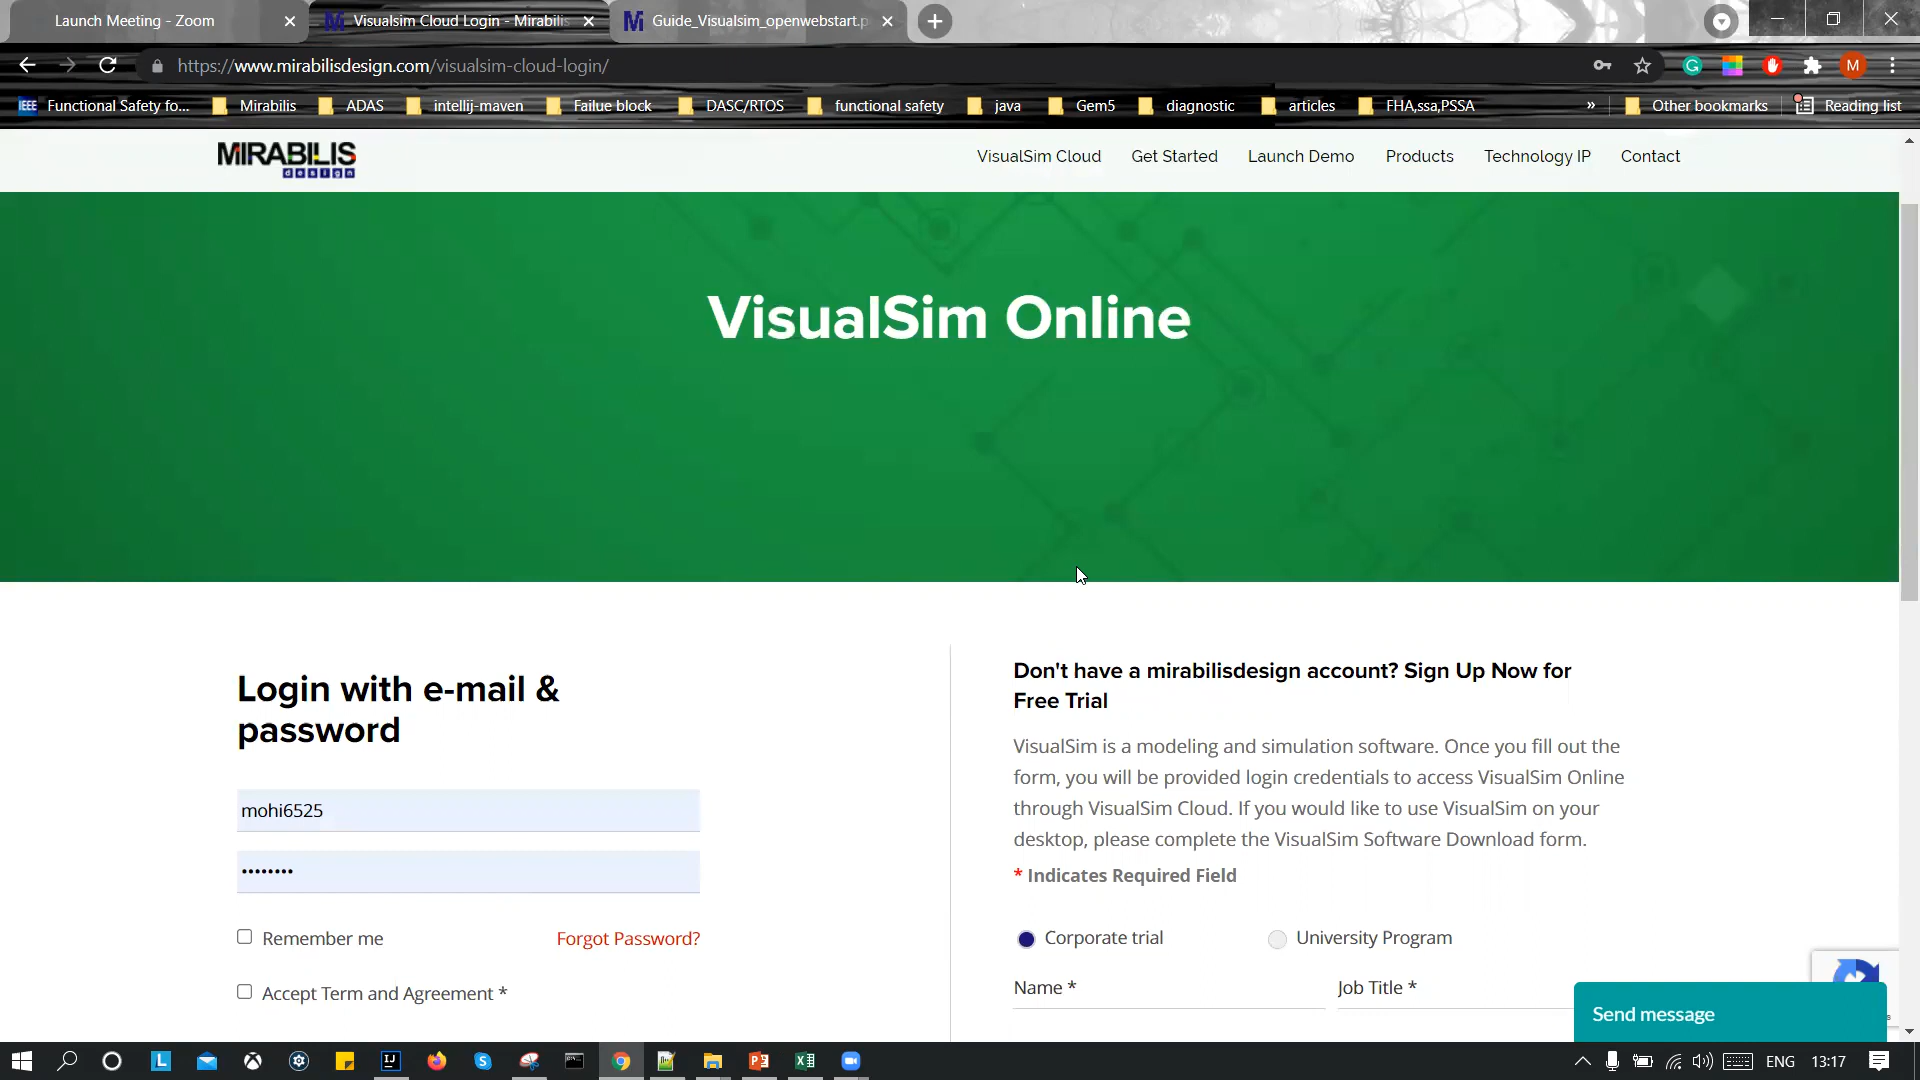 Launch Meeting - Zoom
Visualsim Cloud Login - Mirabilis
Guide_Visualsim_openwebstart.p
https://www.mirabilisdesign.com/visualsim-cloud-login/
M
IEEE Functional Safety fo...
Mirabilis
ADAS
intellij-maven
Failue block
DASC/RTOS
functional safety
java
Gem5
diagnostic
articles
FHA,ssa,PSSA
»
Other bookmarks
Reading list
MIRABILIS
design
VisualSim Cloud
Get Started
Launch Demo
Products
Technology IP
Contact
VisualSim Online
Login with e-mail &
password
mohi6525
••••••••
Remember me
Forgot Password?
Accept Term and Agreement *
Don't have a mirabilisdesign account? Sign Up Now for
Free Trial
VisualSim is a modeling and simulation software. Once you fill out the
form, you will be provided login credentials to access VisualSim Online
through VisualSim Cloud. If you would like to use VisualSim on your
desktop, please complete the VisualSim Software Download form.
* Indicates Required Field
Corporate trial
University Program
Name *
Job Title *
Send message
ENG
13:17